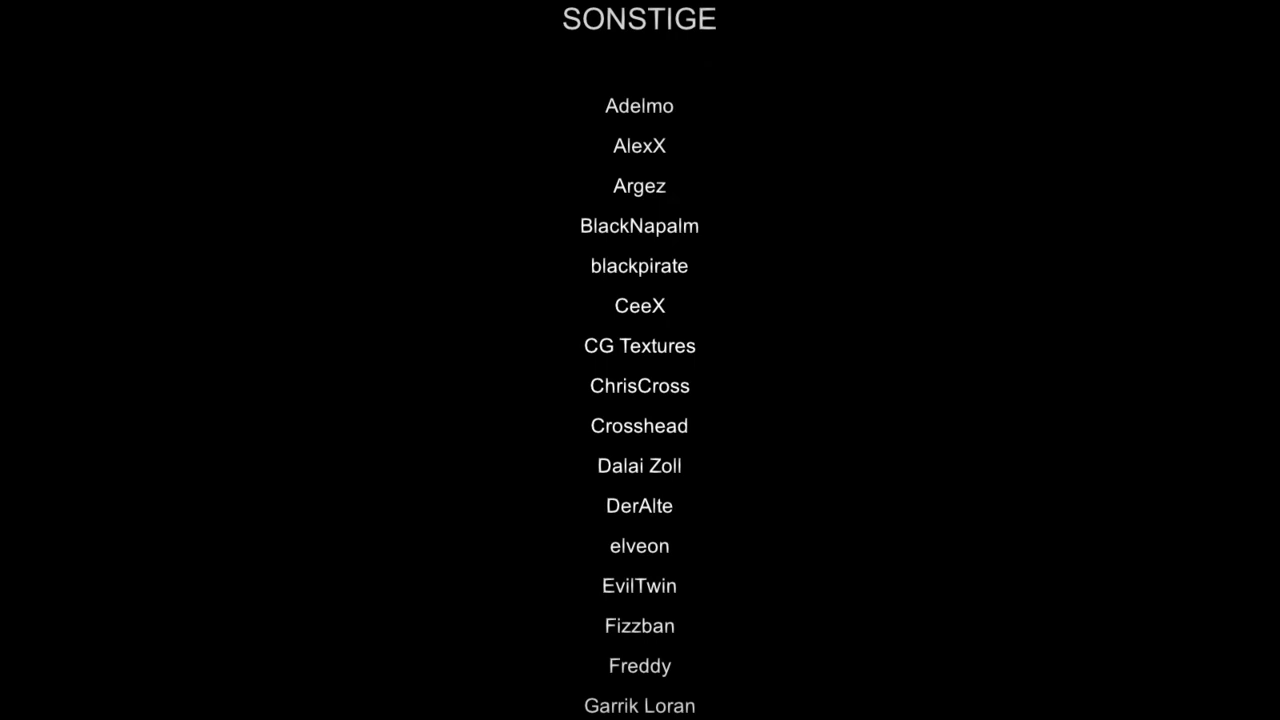 SONSTIGE
Adelmo
AlexX
Argez
BlackNapalm
blackpirate
CeeX
CG Textures
ChrisCross
Crosshead
Dalai Zoll
DerAlte
elveon
EvilTwin
Fizzban
Freddy
Garrik Loran